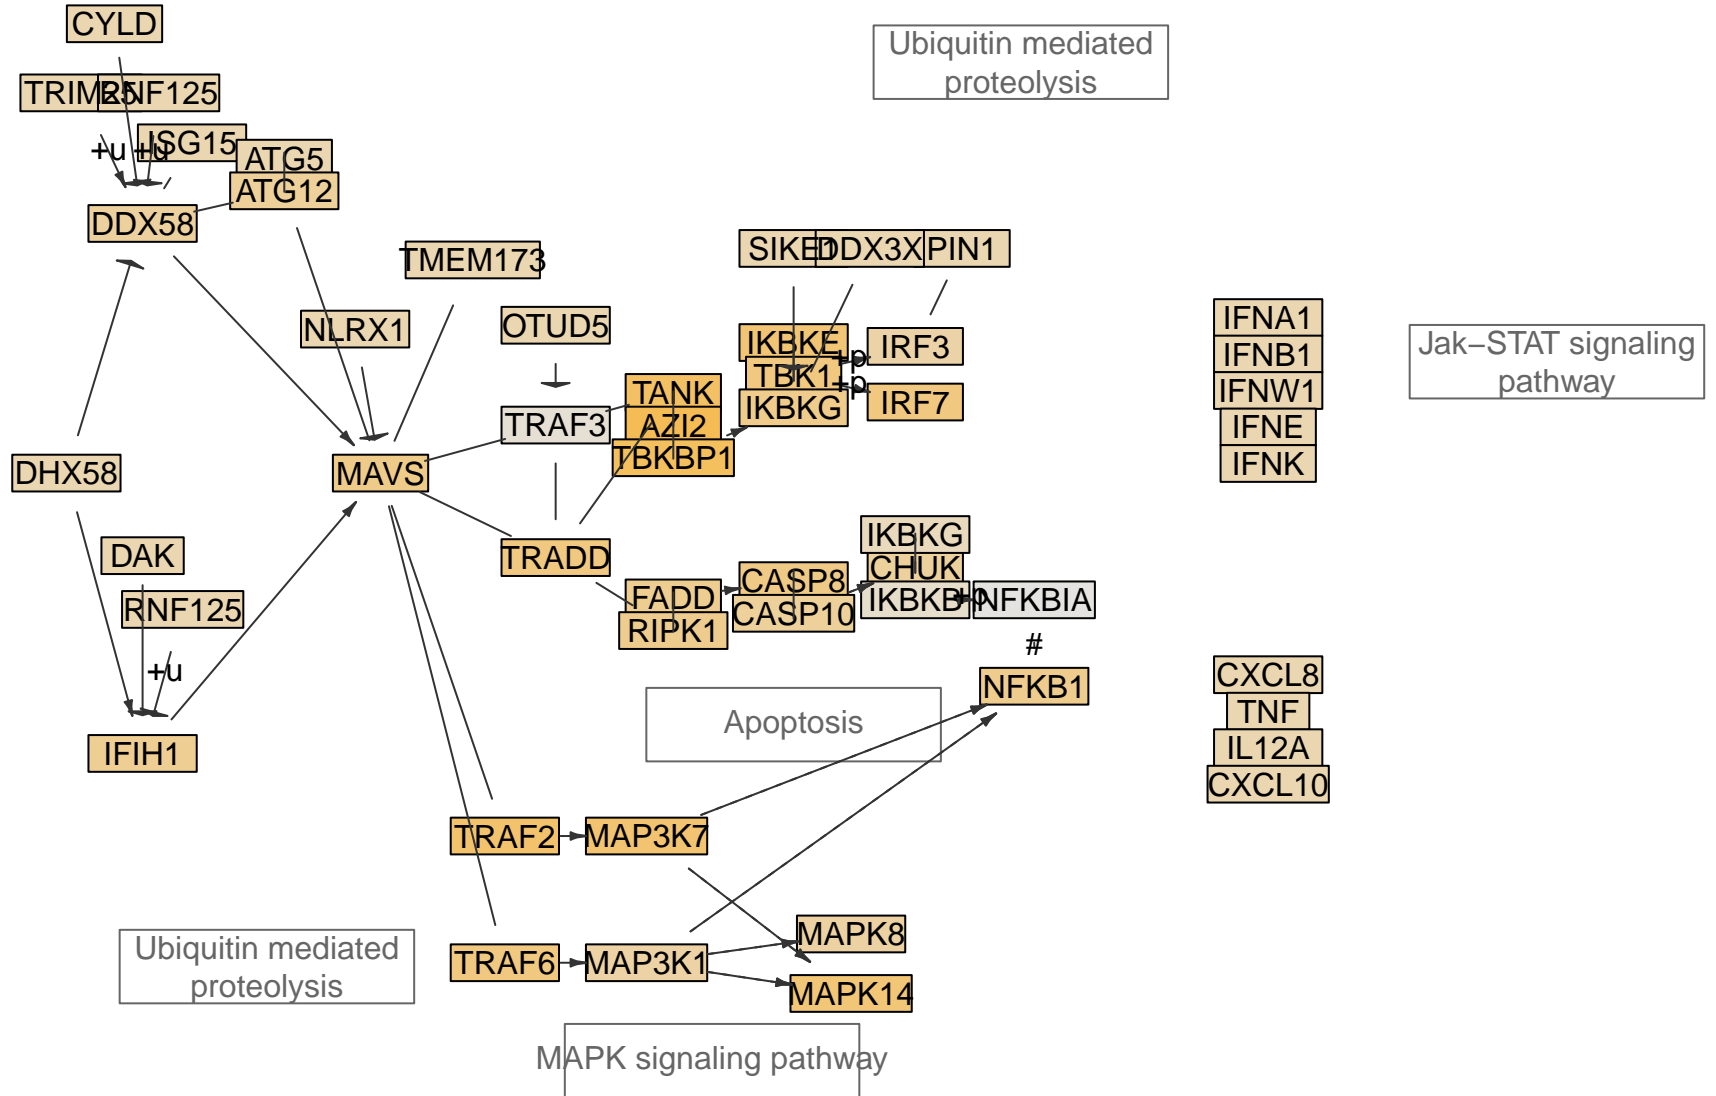 CYLD
Ubiquitin mediated
proteolysis
TRIM25
RNF125
+u
+u
ISG15
ATG5
ATG12
DDX58
TMEM173
SIKE1
DDX3X
PIN1
NLRX1
OTUD5
IKBKE
+p
IRF3
TBK1
+p
IKBKG
IRF7
IFNA1
IFNB1
IFNW1
IFNE
IFNK
Jak−STAT signaling
pathway
TANK
TRAF3
AZI2
TBKBP1
DHX58
MAVS
DAK
RNF125
+u
IFIH1
TRADD
FADD
RIPK1
CASP8
CASP10
IKBKG
CHUK
IKBKB
+p
NFKBIA
#
NFKB1
Apoptosis
CXCL8
TNF
IL12A
CXCL10
TRAF2
MAP3K7
TRAF6
MAP3K1
MAPK8
MAPK14
Ubiquitin mediated
proteolysis
MAPK signaling pathway